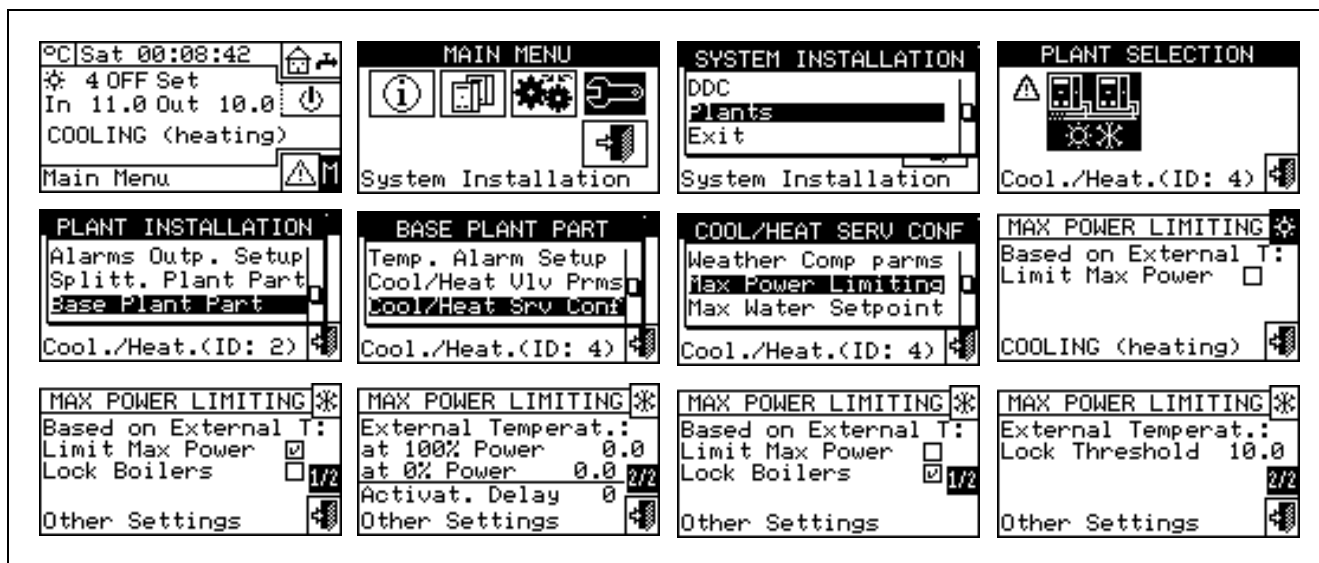 ºC Sat 00:08:42
4 OFF Set
In 11.0 Out 10.0
COOLING (heating)
Main Menu M
MAIN MENU
System Installation
SYSTEM INSTALLATION
DDC
Plants
Exit
System Installation
PLANT SELECTION
Cool./Heat.(ID: 4)
PLANT INSTALLATION
Alarms Outp. Setup
Splitt. Plant Part
Base Plant Part
Cool./Heat.(ID: 2)
BASE PLANT PART
Temp. Alarm Setup
Cool/Heat Vlv Prms
Cool/Heat Srv Conf
Cool./Heat.(ID: 4)
COOL/HEAT SERV CONF
Weather Comp parms
Max Power Limiting
Max Water Setpoint
Cool./Heat.(ID: 4)
MAX POWER LIMITING
Based on External T:
Limit Max Power
COOLING (heating)
MAX POWER LIMITING
Based on External T:
Limit Max Power
Lock Boilers
1/2
Other Settings
MAX POWER LIMITING
External Temperat.:
at 100% Power 0.0
at 0% Power 0.0
2/2
Activat. Delay 0
Other Settings
MAX POWER LIMITING
Based on External T:
Limit Max Power
Lock Boilers
1/2
Other Settings
MAX POWER LIMITING
External Temperat.:
Lock Threshold 10.0
2/2
Other Settings